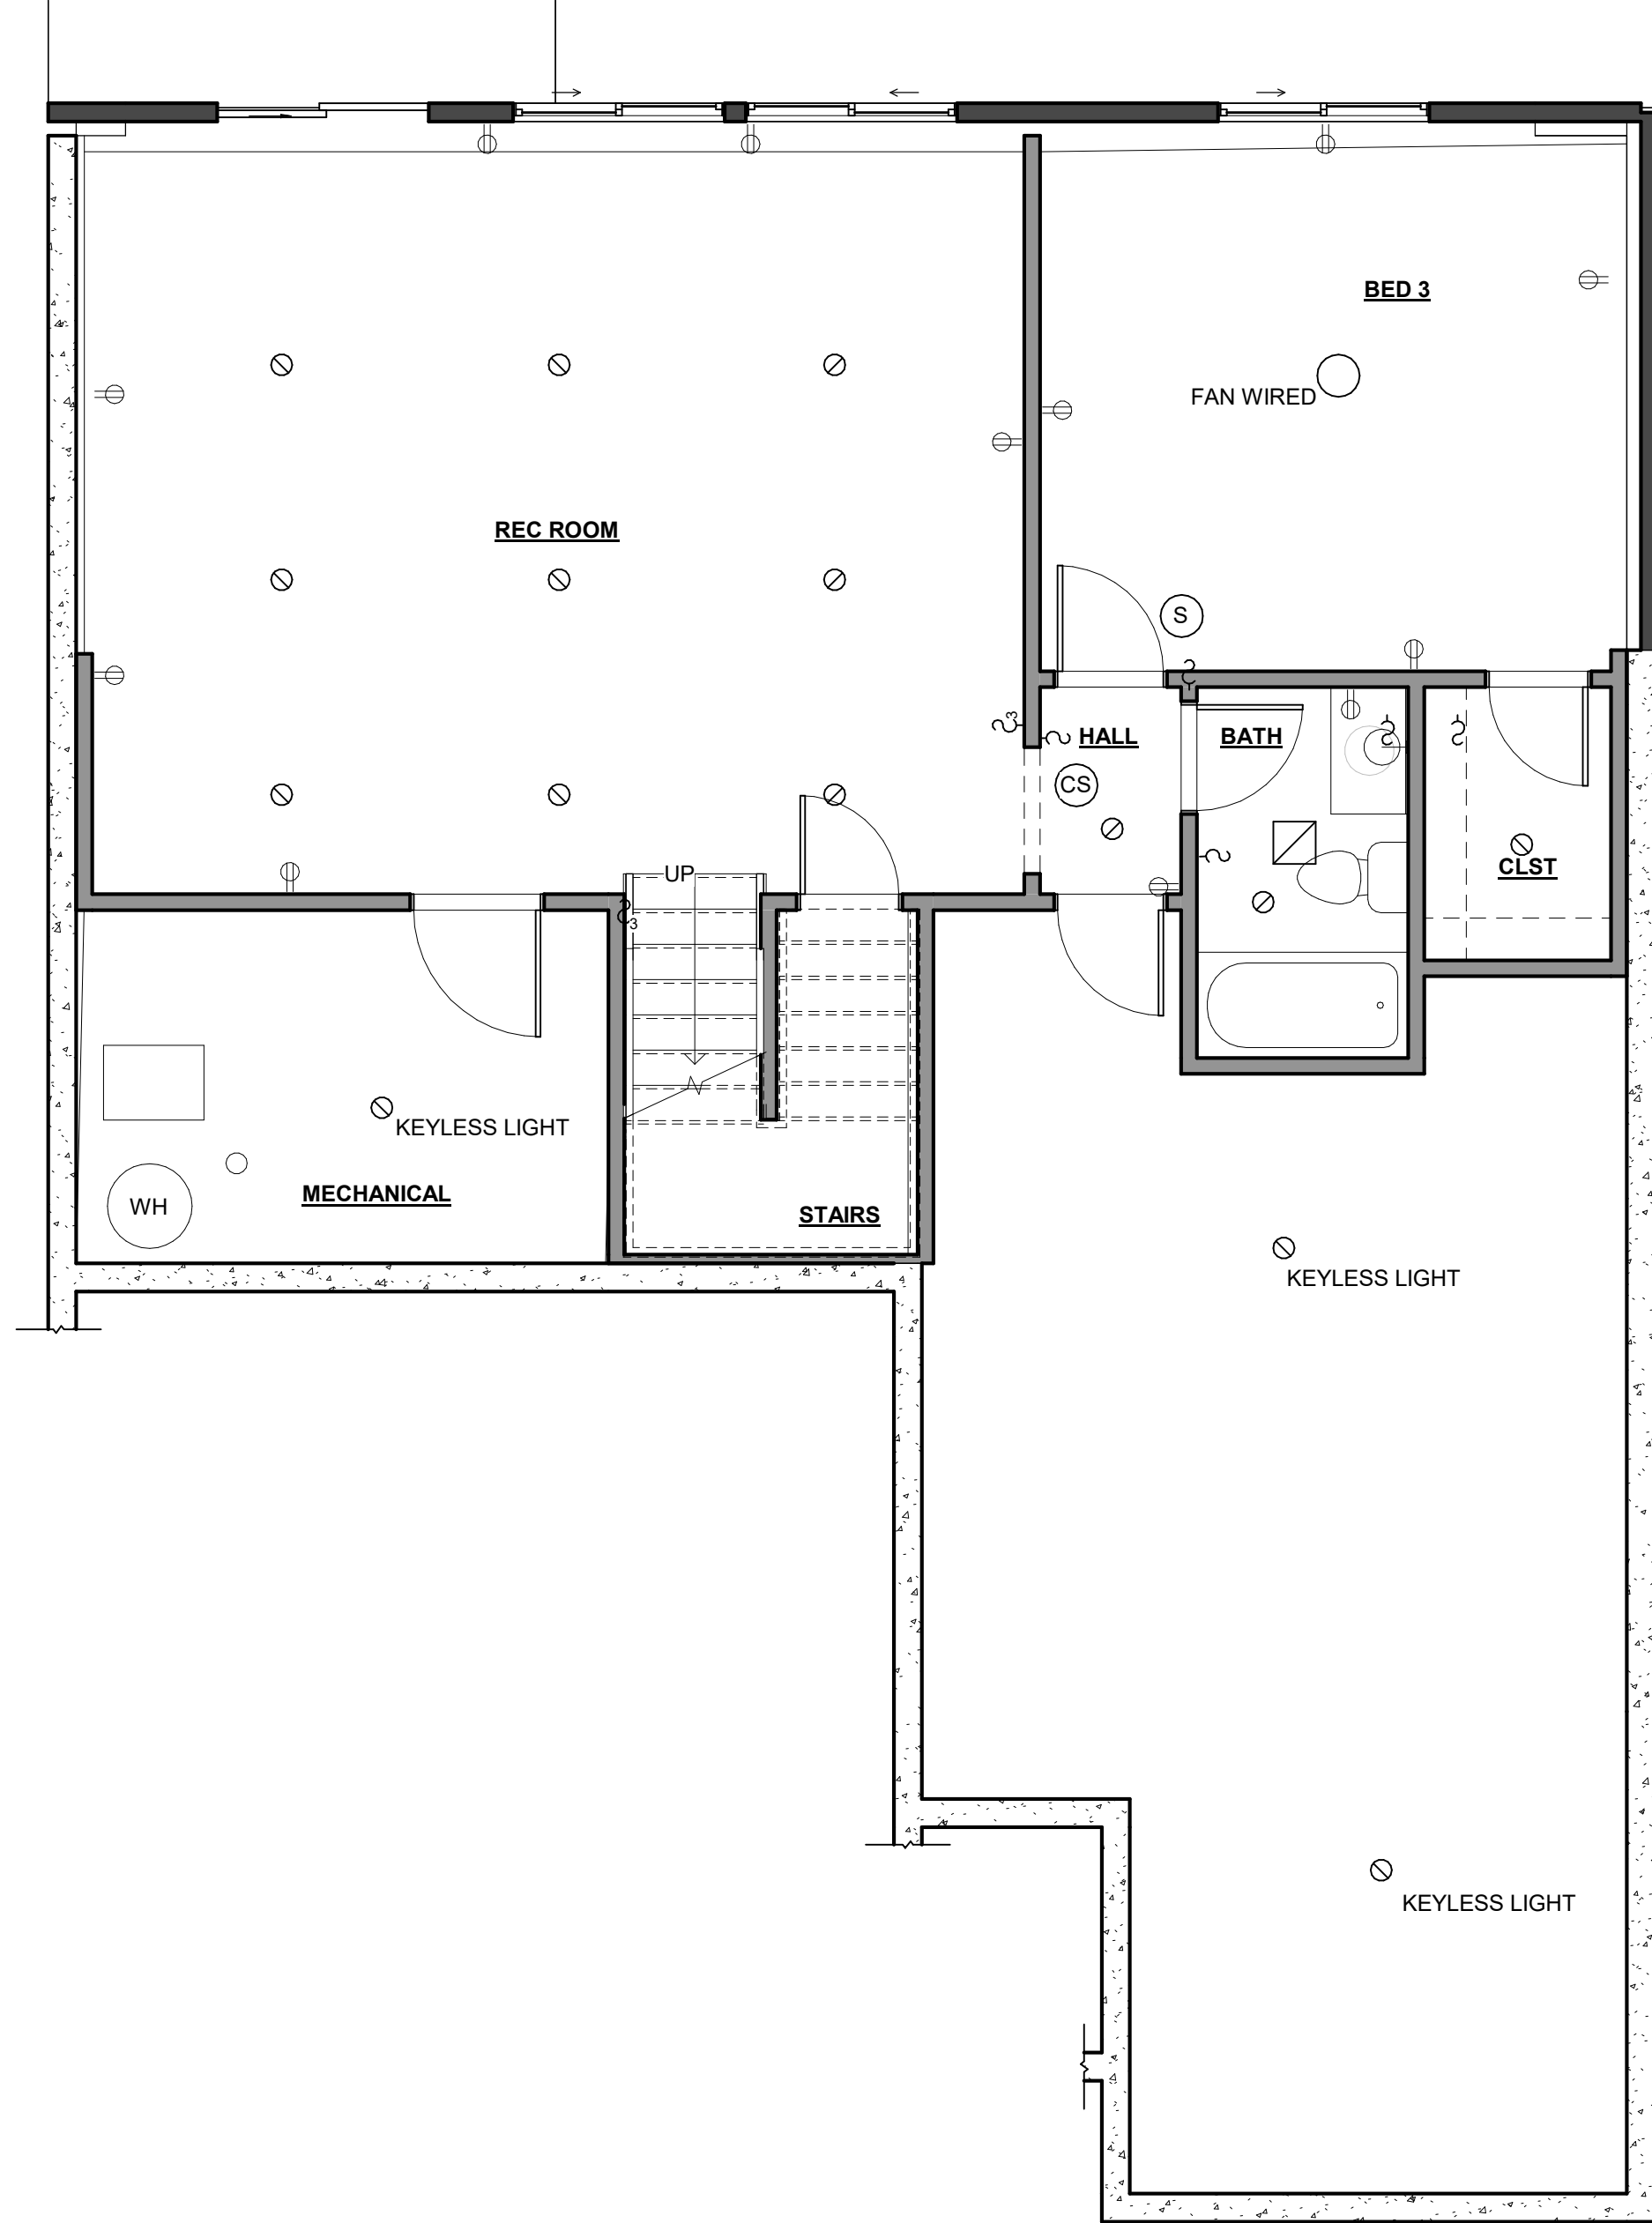 BED 3
FAN WIRED
REC ROOM
S
3
HALL
BATH
CS
CLST
UP
3
KEYLESS LIGHT
MECHANICAL
WH
STAIRS
KEYLESS LIGHT
KEYLESS LIGHT